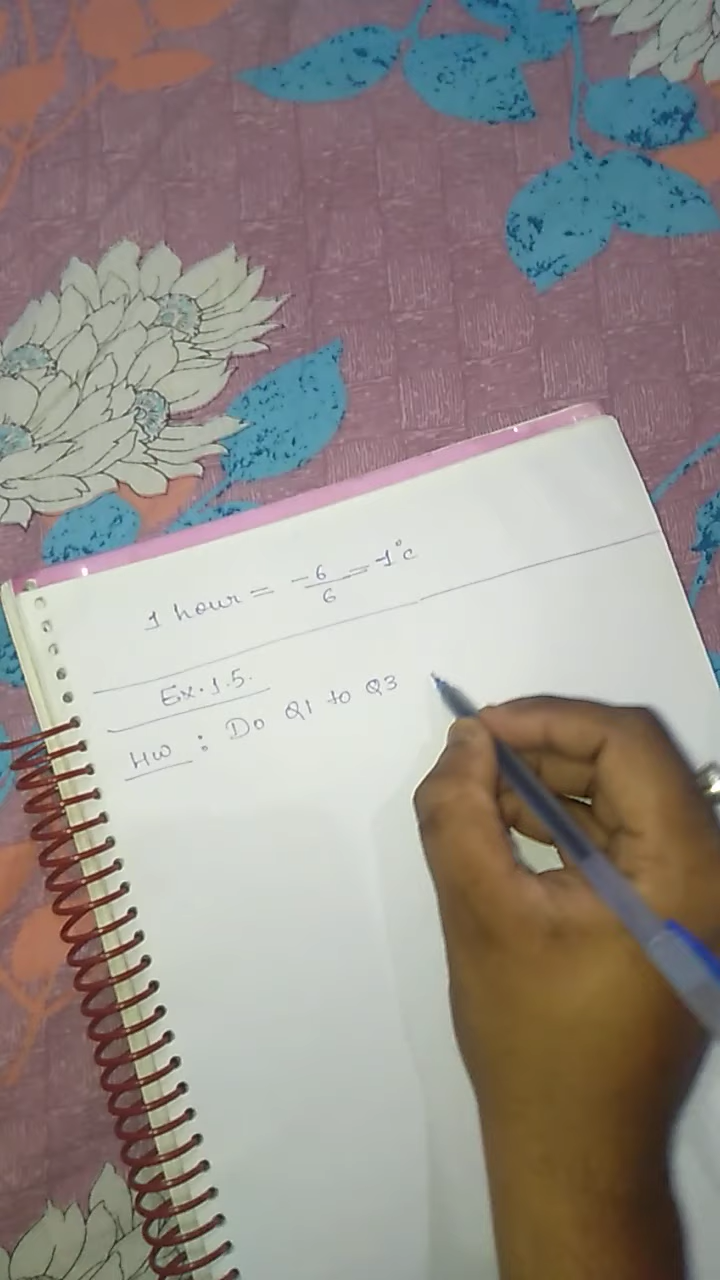 1 hour = -6/6 = -1°c
Ex. 1.5.
HW : Do Q1 to Q3